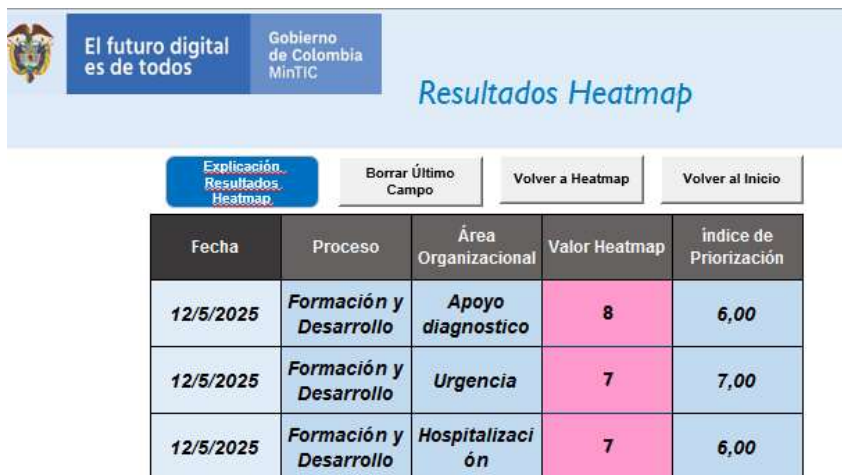 El futuro digital
es de todos
Gobierno
de Colombia
MinTIC
Resultados Heatmap
Explicación
Resultados
Heatmap
Borrar Último
Campo
Volver a Heatmap
Volver al Inicio
Fecha
Proceso
Área
Organizacional
Valor Heatmap
índice de
Priorización
12/5/2025
Formación y
Desarrollo
Apoyo
diagnostico
8
6,00
12/5/2025
Formación y
Desarrollo
Urgencia
7
7,00
12/5/2025
Formación y
Desarrollo
Hospitalizaci
ón
7
6,00